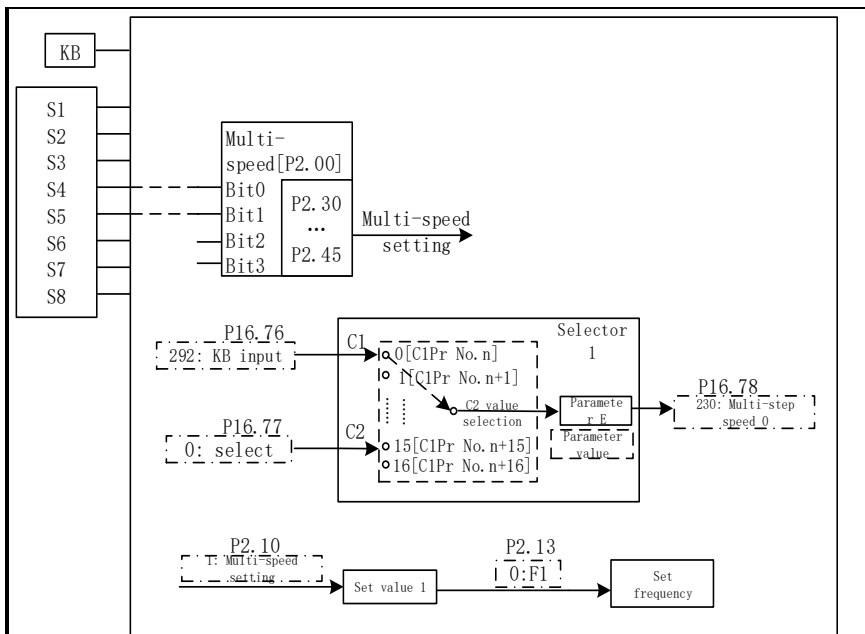 KB
S1
S2
S3
S4
S5
S6
S7
S8
Multi-
speed[P2.00]
Bit0
Bit1
Bit2
Bit3
P2.30
...
P2.45
Multi-speed
setting
P16.76
292: KB input
P16.77
0: select
C1
C2
Selector
1
0[C1Pr No.n]
1[C1Pr No.n+1]
C2 value
selection
15[C1Pr No.n+15]
16[C1Pr No.n+16]
Paramete
r E
Parameter
value
P16.78
230: Multi-step
speed 0
P2.10
1: Multi-speed
setting
Set value 1
P2.13
0:F1
Set
frequency